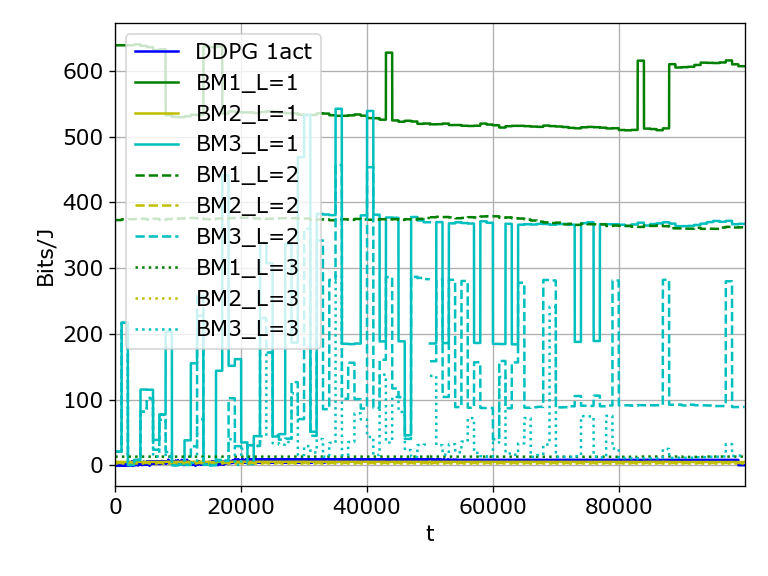 DDPG 1act
BM1_L=1
BM2_L=1
BM3_L=1
BM1_L=2
BM2_L=2
BM3_L=2
BM1_L=3
BM2_L=3
BM3_L=3
600
500
400
300
200
100
0
Bits/J
0 20000 40000 60000 80000
t